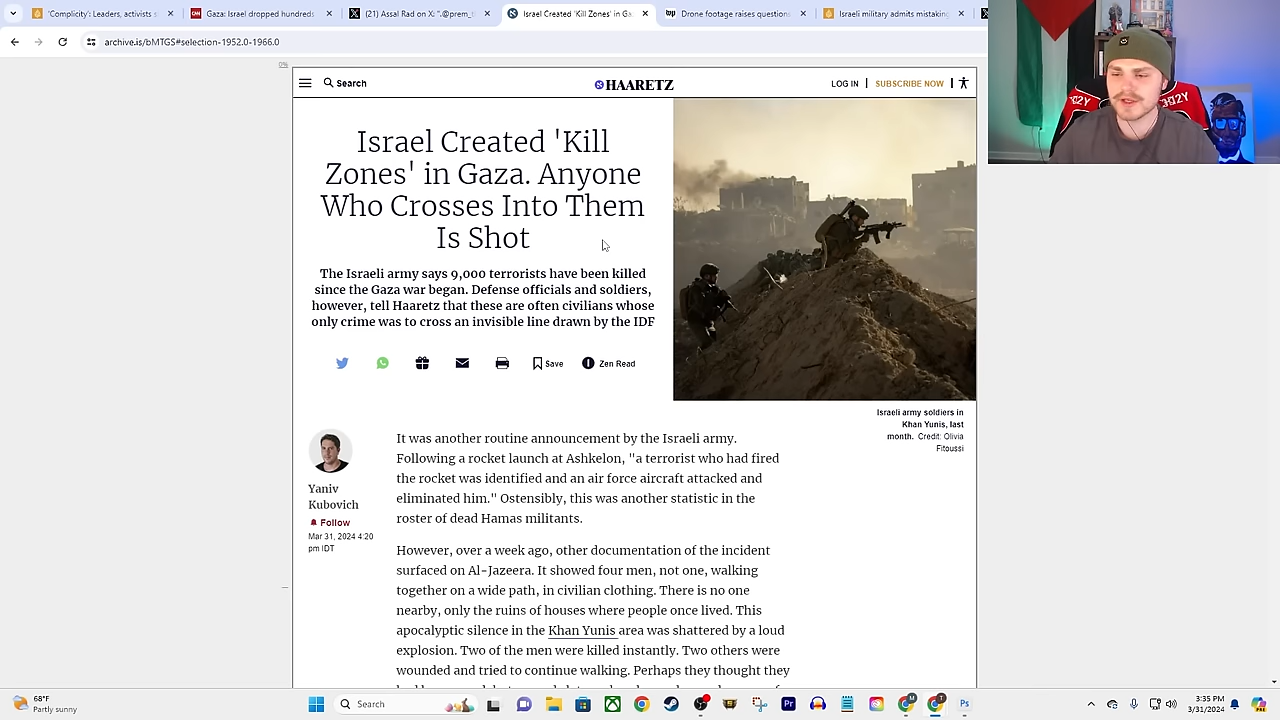 'Complicity's Leaders, activists s
Gaza: Israel dropped hundreds
(21) Assal Rad on X: "@prem_t
Israel Created 'Kill Zones' in Ga
Drone footage raises questions
Israeli military admits mistaking
archive.is/bMTGS#selection-1952.0-1966.0
0%
Search
HAARETZ
LOG IN
SUBSCRIBE NOW
Israel Created 'Kill
Zones' in Gaza. Anyone
Who Crosses Into Them
Is Shot
The Israeli army says 9,000 terrorists have been killed
since the Gaza war began. Defense officials and soldiers,
however, tell Haaretz that these are often civilians whose
only crime was to cross an invisible line drawn by the IDF
Save
Zen Read
Israeli army soldiers in
Khan Yunis, last
month. Credit: Olivia
Fitoussi
Yaniv
Kubovich
Follow
Mar 31, 2024 4:20
pm IDT
It was another routine announcement by the Israeli army.
Following a rocket launch at Ashkelon, "a terrorist who had fired
the rocket was identified and an air force aircraft attacked and
eliminated him." Ostensibly, this was another statistic in the
roster of dead Hamas militants.
However, over a week ago, other documentation of the incident
surfaced on Al-Jazeera. It showed four men, not one, walking
together on a wide path, in civilian clothing. There is no one
nearby, only the ruins of houses where people once lived. This
apocalyptic silence in the Khan Yunis area was shattered by a loud
explosion. Two of the men were killed instantly. Two others were
wounded and tried to continue walking. Perhaps they thought they
68°F
Partly sunny
Search
3:35 PM
3/31/2024